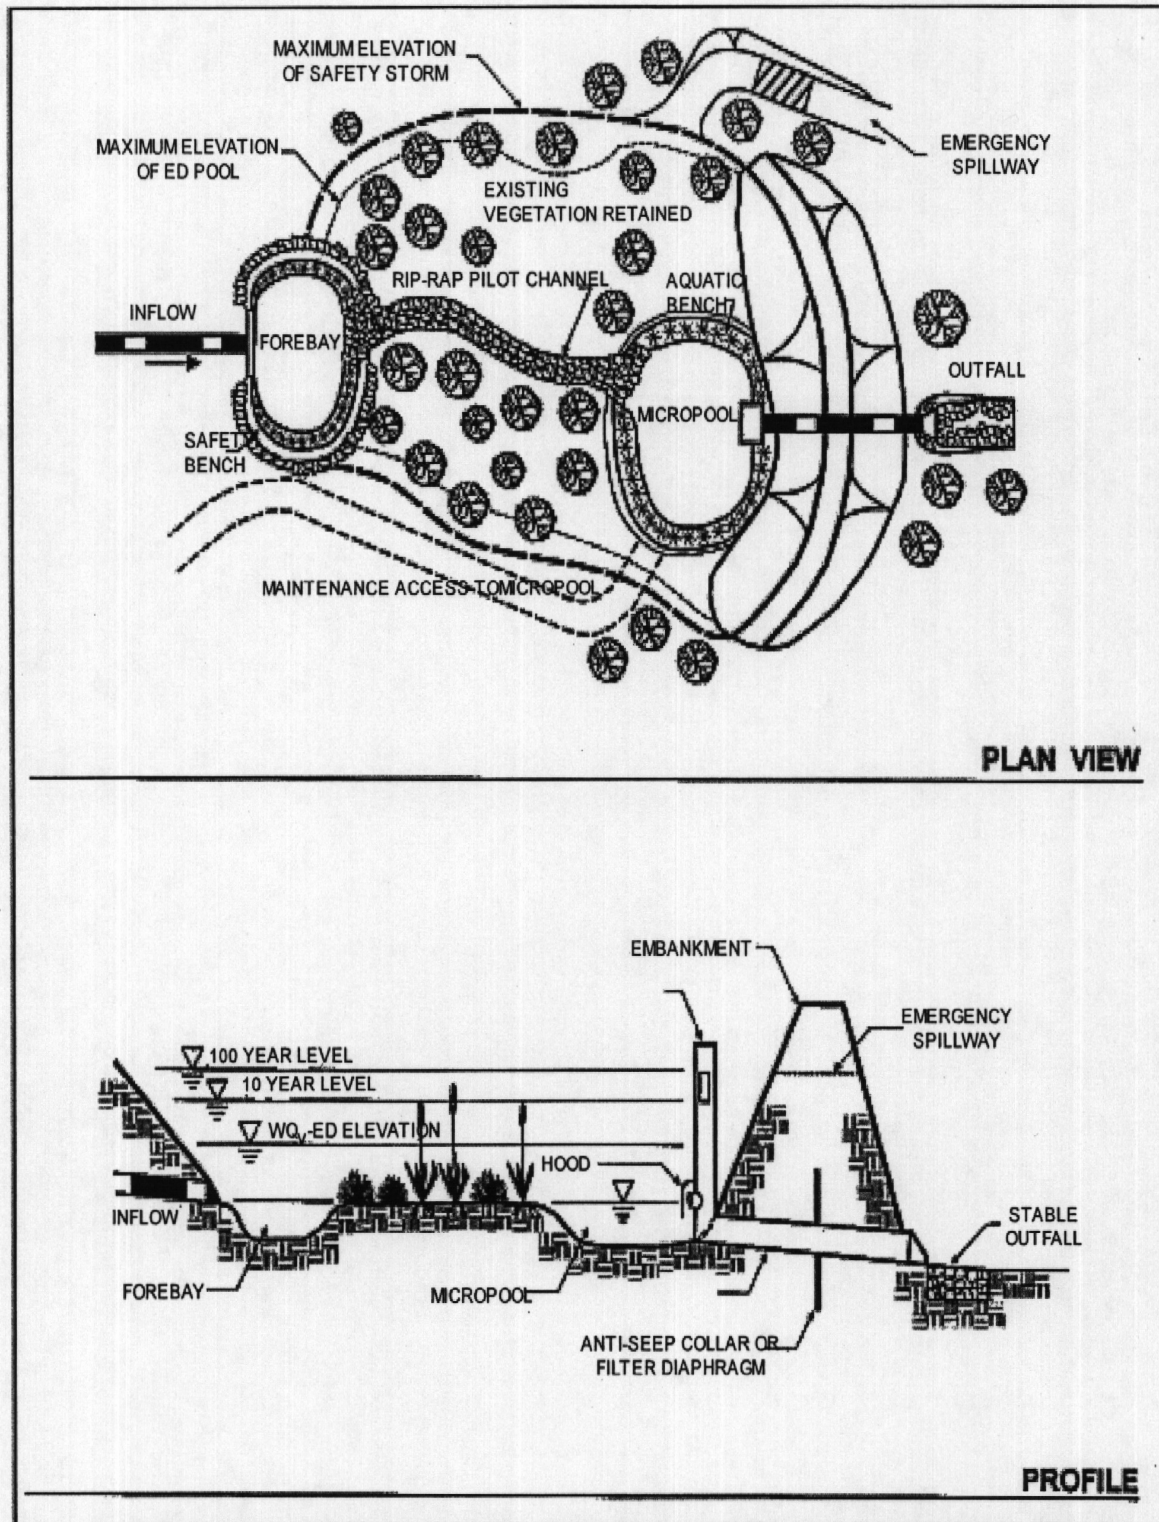 MAXIMUM ELEVATION
OF SAFETY STORM
MAXIMUM ELEVATION
OF ED POOL
EMERGENCY
SPILLWAY
EXISTING
VEGETATION RETAINED
RIP-RAP PILOT CHANNEL
AQUATIC
BENCH
INFLOW
FOREBAY
OUTFALL
MICROPOOL
SAFETY
BENCH
MAINTENANCE ACCESS TOMICROPOOL
PLAN VIEW
EMBANKMENT
EMERGENCY
SPILLWAY
100 YEAR LEVEL
10 YEAR LEVEL
WQv-ED ELEVATION
HOOD
INFLOW
STABLE
OUTFALL
FOREBAY
MICROPOOL
ANTI-SEEP COLLAR OR
FILTER DIAPHRAGM
PROFILE